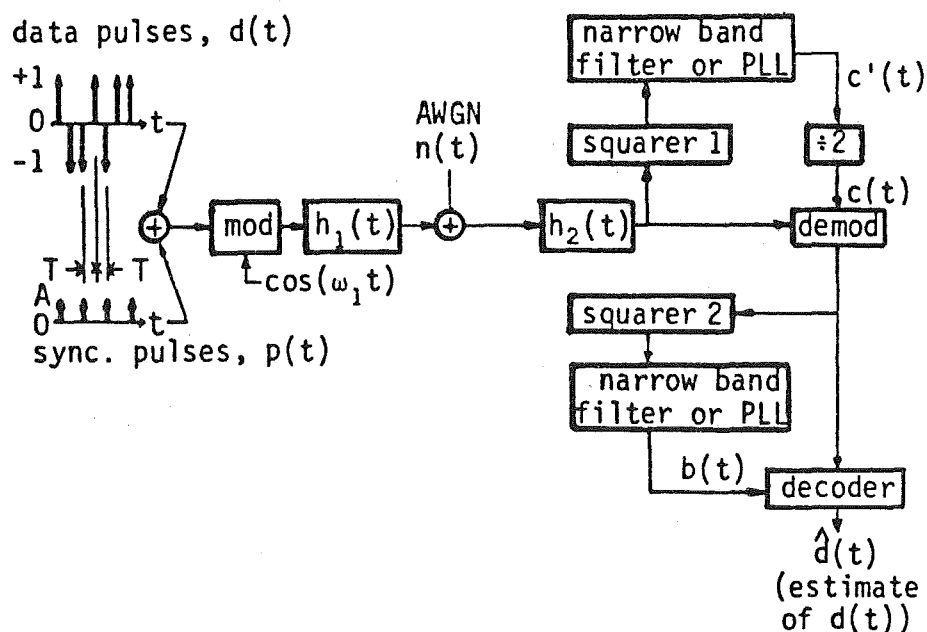 data pulses, d(t)
+1
0
-1
t
T
T
A
0
t
sync. pulses, p(t)
+
mod
cos(ω₁t)
h₁(t)
AWGN
n(t)
+
h₂(t)
narrow band
filter or PLL
c'(t)
squarer 1
÷2
c(t)
demod
squarer 2
narrow band
filter or PLL
b(t)
decoder
d̂(t)
(estimate
of d(t))